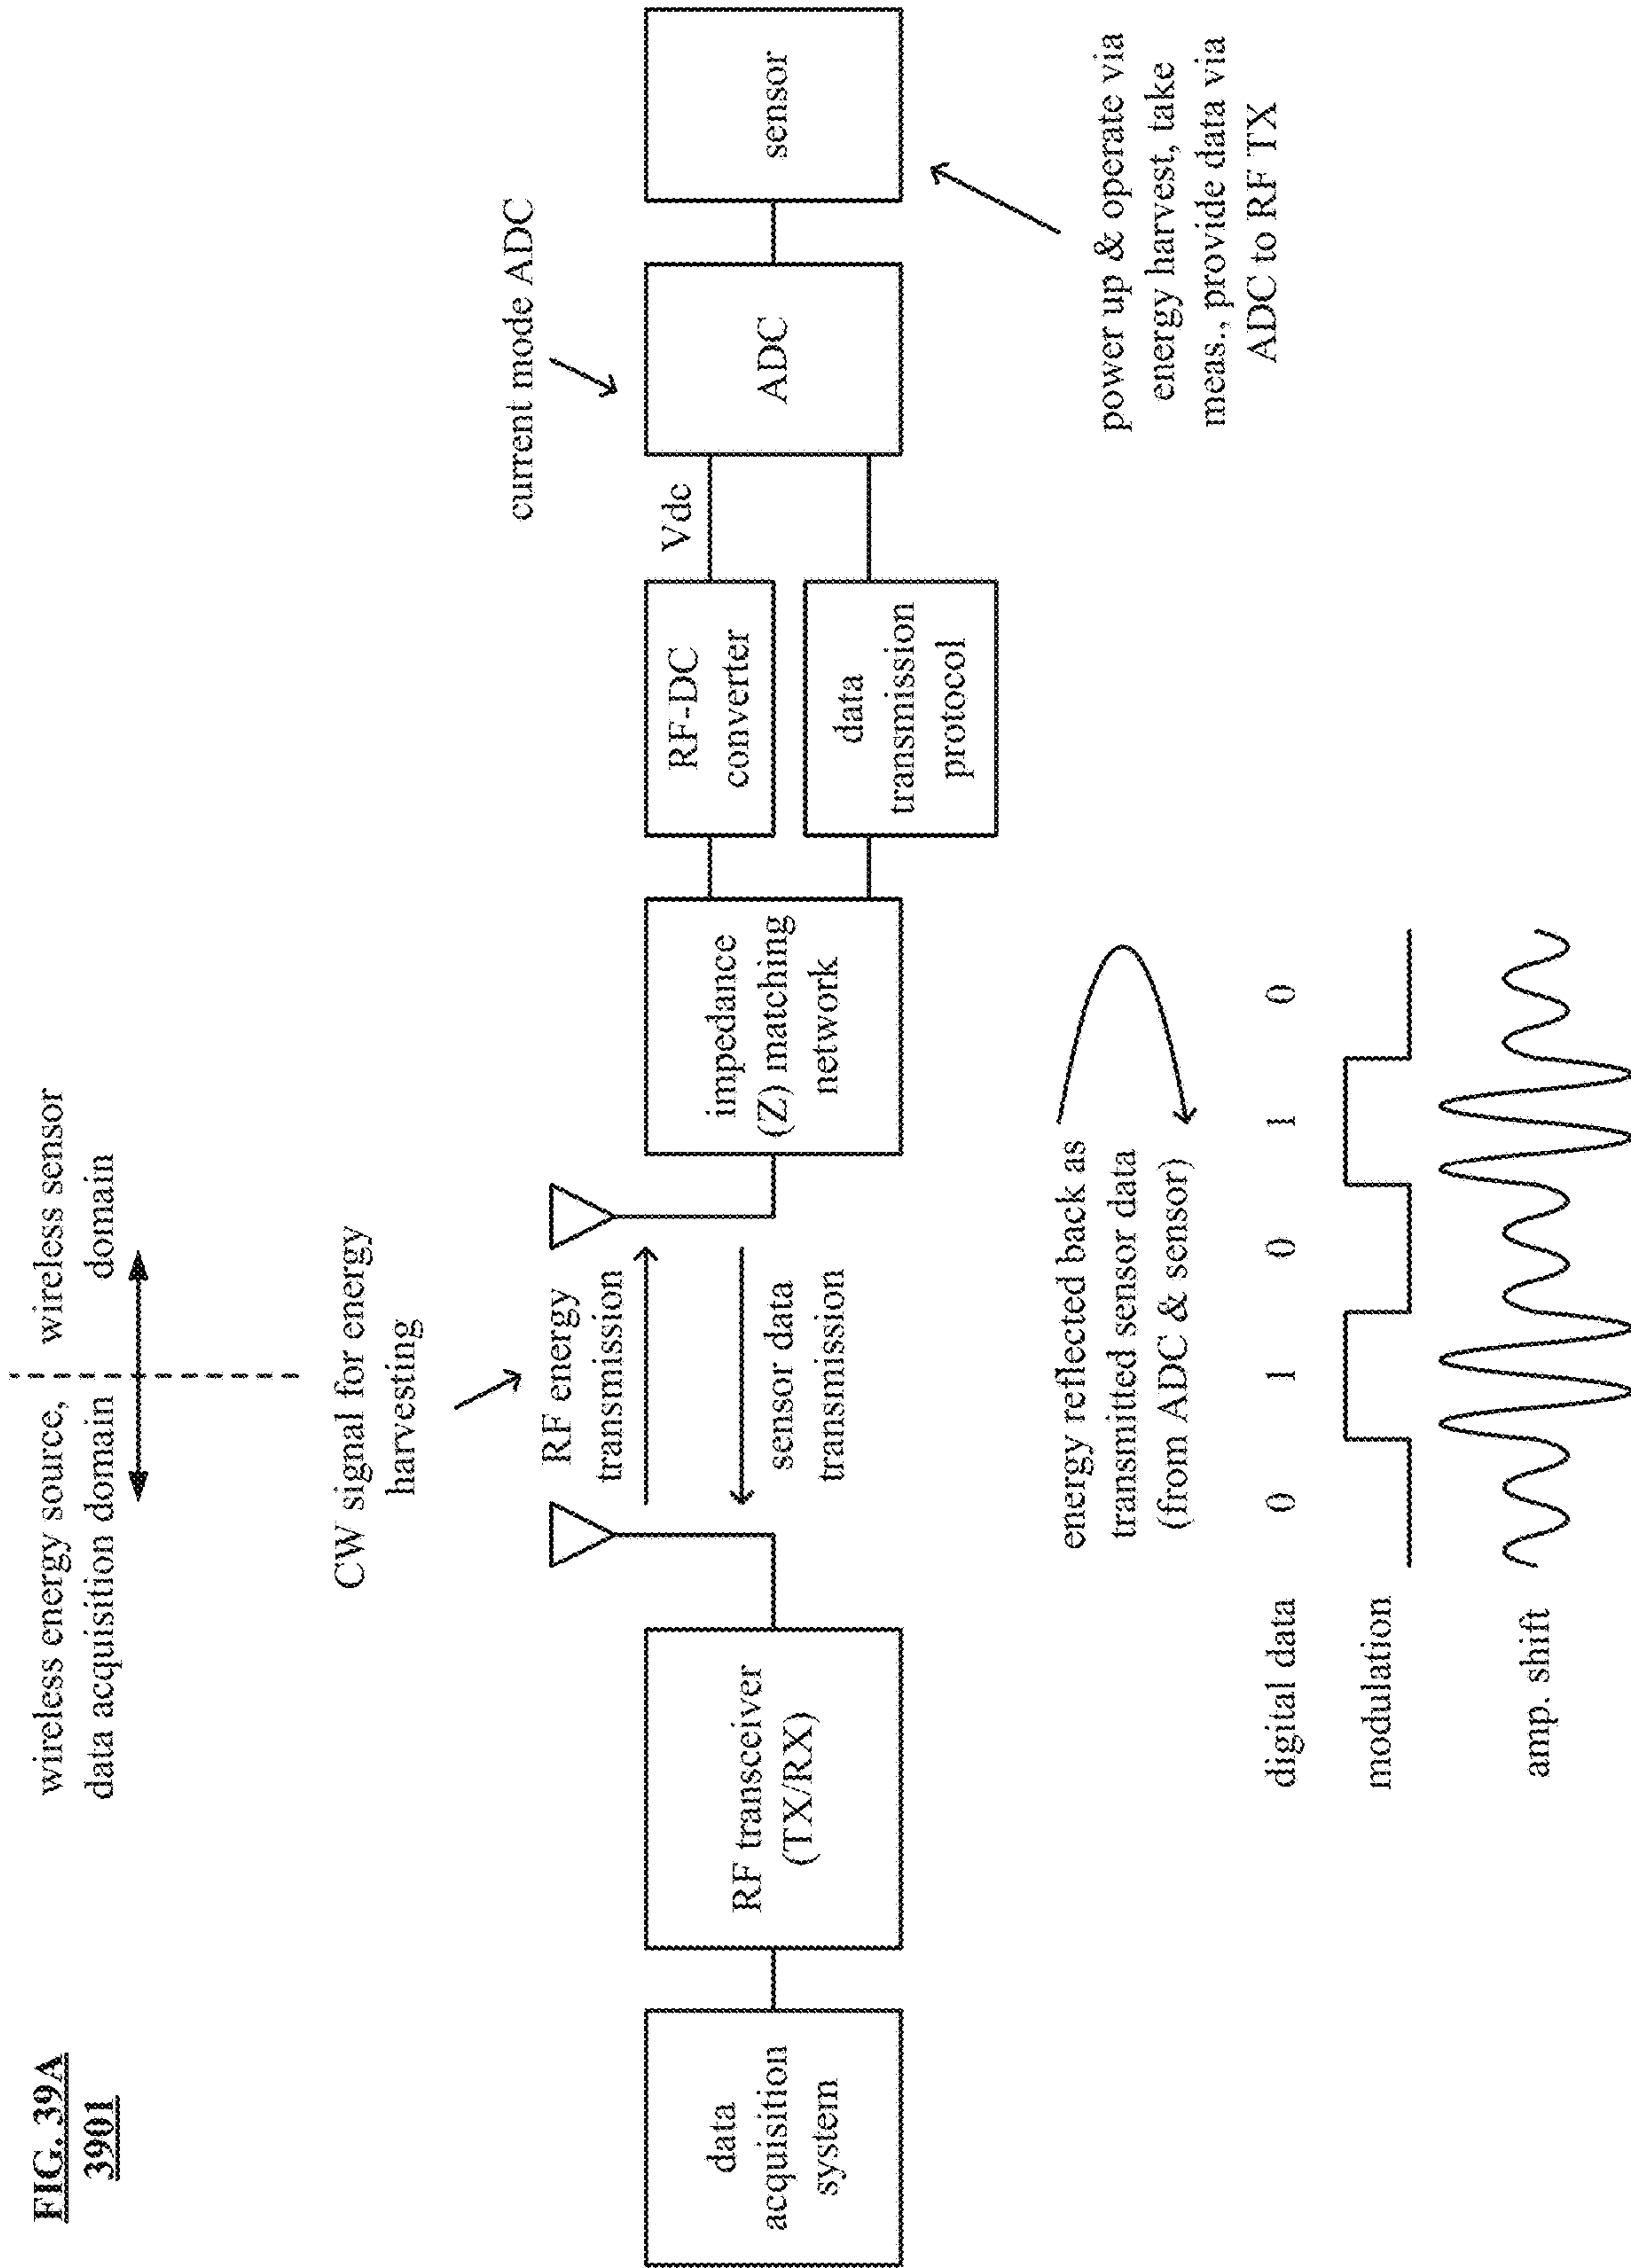 FIG. 39A
3901
wireless energy source,
data acquisition domain
wireless sensor
domain
CW signal for energy
harvesting
RF energy
transmission
sensor data
transmission
current mode ADC
data
acquisition
system
RF transceiver
(TX/RX)
impedance
(Z) matching
network
RF-DC
converter
Vdc
data
transmission
protocol
ADC
sensor
energy reflected back as
transmitted sensor data
(from ADC & sensor)
power up & operate via
energy harvest, take
meas., provide data via
ADC to RF TX
digital data 0 1 0 1 0
modulation
amp. shift